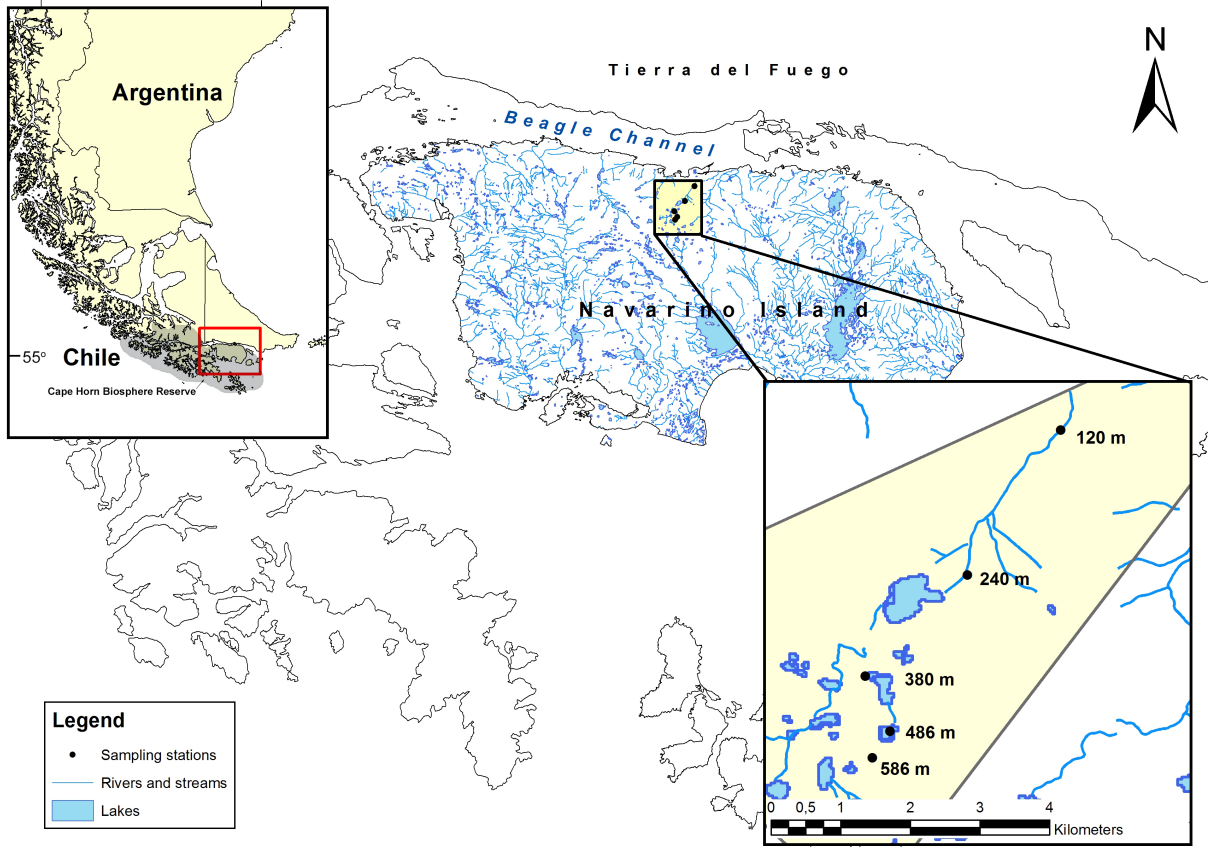 Argentina
55°
Chile
Cape Horn Biosphere Reserve
Tierra del Fuego
N
Beagle Channel
Navarino Island
120 m
240 m
380 m
486 m
586 m
0 0,5 1 2 3 4
Kilometers
Legend
Sampling stations
Rivers and streams
Lakes